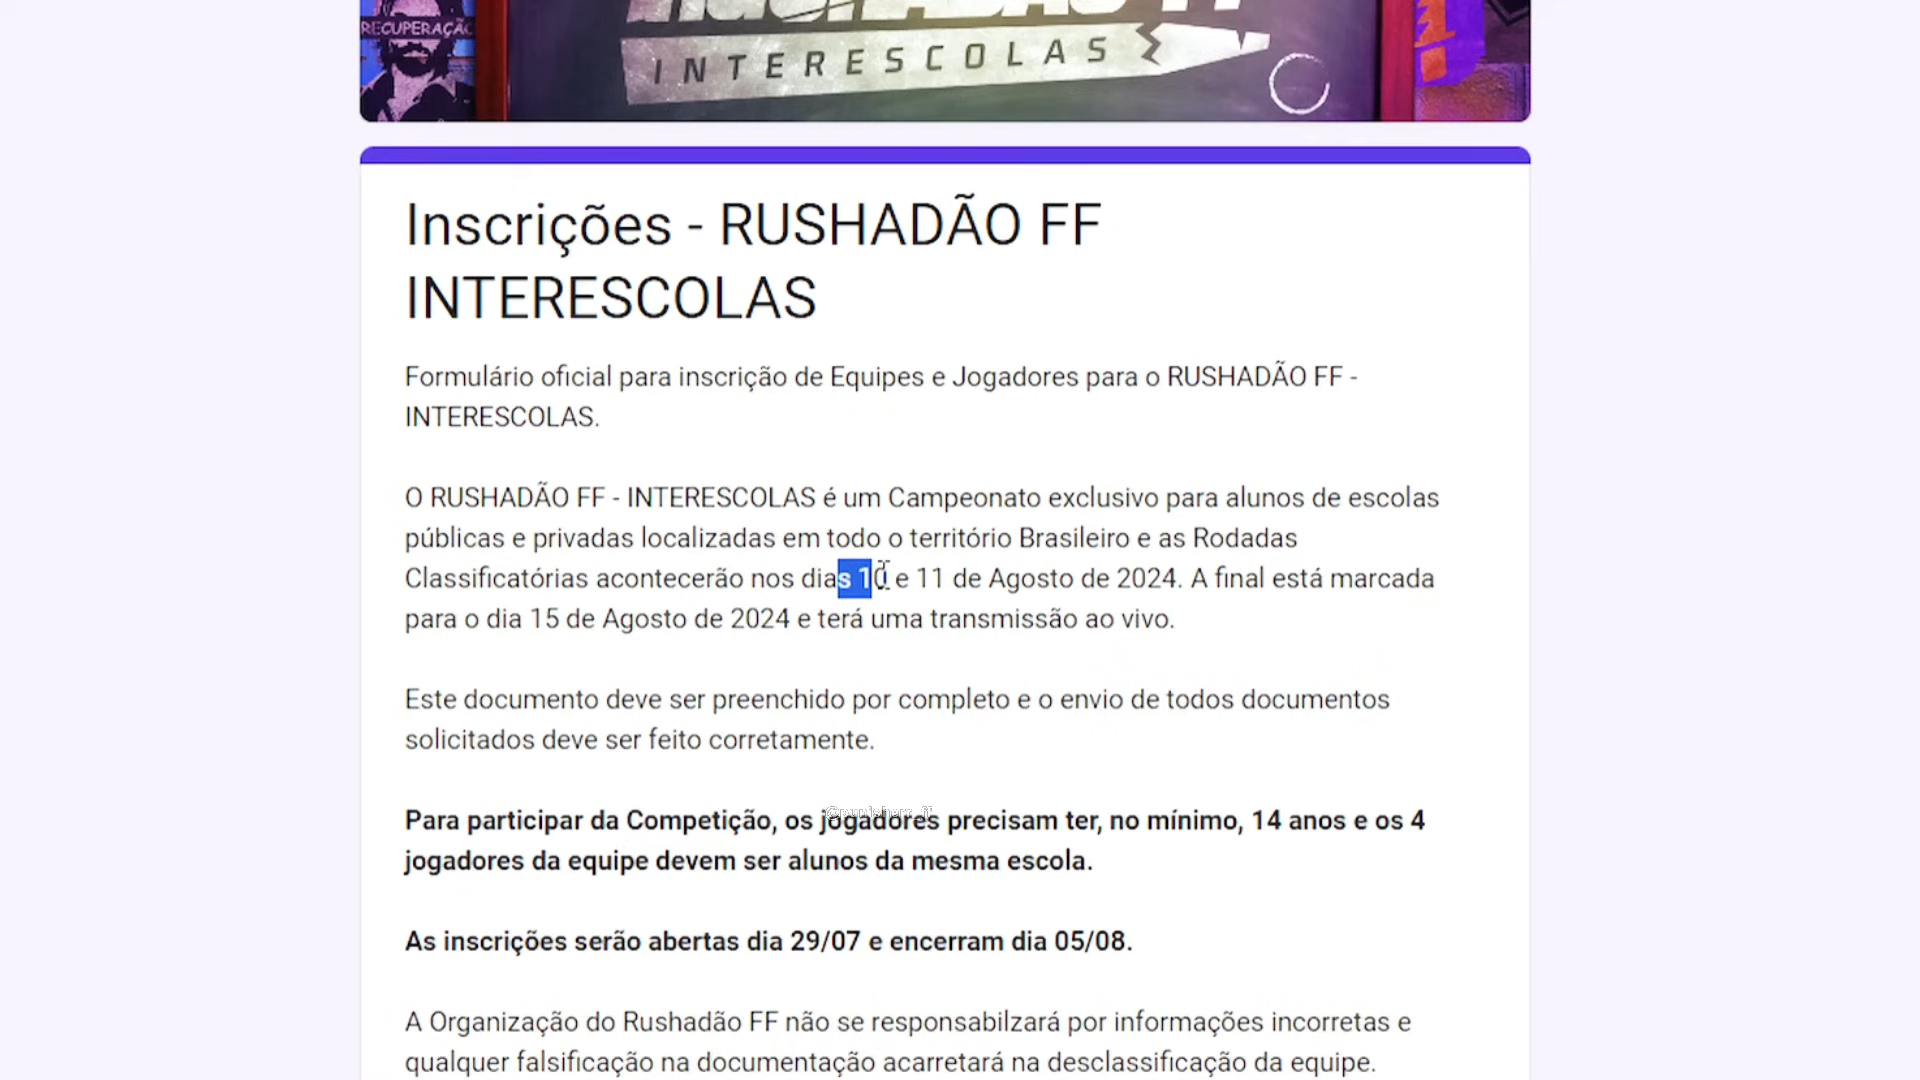 RECUPERAÇÃO
INTERESCOLAS
Inscrições - RUSHADÃO FF
INTERESCOLAS
Formulário oficial para inscrição de Equipes e Jogadores para o RUSHADÃO FF -
INTERESCOLAS.
O RUSHADÃO FF - INTERESCOLAS é um Campeonato exclusivo para alunos de escolas
públicas e privadas localizadas em todo o território Brasileiro e as Rodadas
Classificatórias acontecerão nos dias 10 e 11 de Agosto de 2024. A final está marcada
para o dia 15 de Agosto de 2024 e terá uma transmissão ao vivo.
Este documento deve ser preenchido por completo e o envio de todos documentos
solicitados deve ser feito corretamente.
Para participar da Competição, os jogadores precisam ter, no mínimo, 14 anos e os 4
jogadores da equipe devem ser alunos da mesma escola.
As inscrições serão abertas dia 29/07 e encerram dia 05/08.
A Organização do Rushadão FF não se responsabilzará por informações incorretas e
qualquer falsificação na documentação acarretará na desclassificação da equipe.